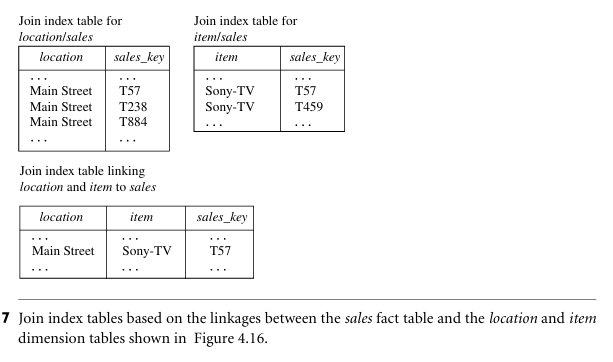 Join index table for
location/sales
location sales_key
... ...
Main Street T57
Main Street T238
Main Street T884
... ...
Join index table for
item/sales
item sales_key
... ...
Sony-TV T57
Sony-TV T459
... ...
Join index table linking
location and item to sales
location item sales_key
... ... ...
Main Street Sony-TV T57
... ... ...
7 Join index tables based on the linkages between the sales fact table and the location and item
dimension tables shown in Figure 4.16.